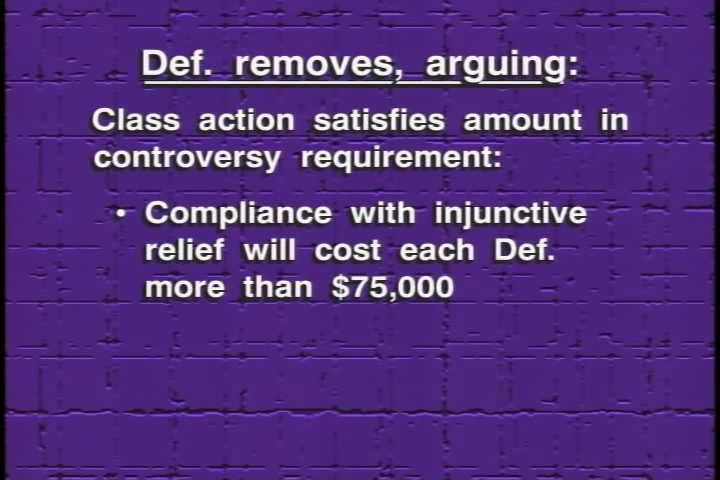 Def. removes, arguing:
Class action satisfies amount in
controversy requirement:
• Compliance with injunctive
relief will cost each Def.
more than $75,000